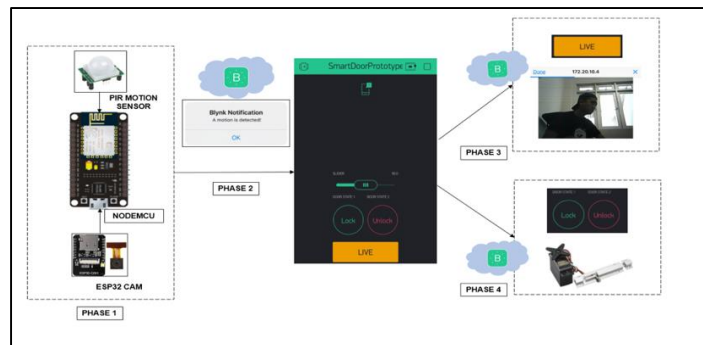 PIR MOTION
SENSOR
NODEMCU
ESP32 CAM
PHASE 1
B
Blynk Notification
A motion is detected!
OK
PHASE 2
SmartDoorPrototype
Lock
Unlock
LIVE
B
PHASE 3
LIVE
Done
172.20.10.4
B
PHASE 4
Lock
Unlock